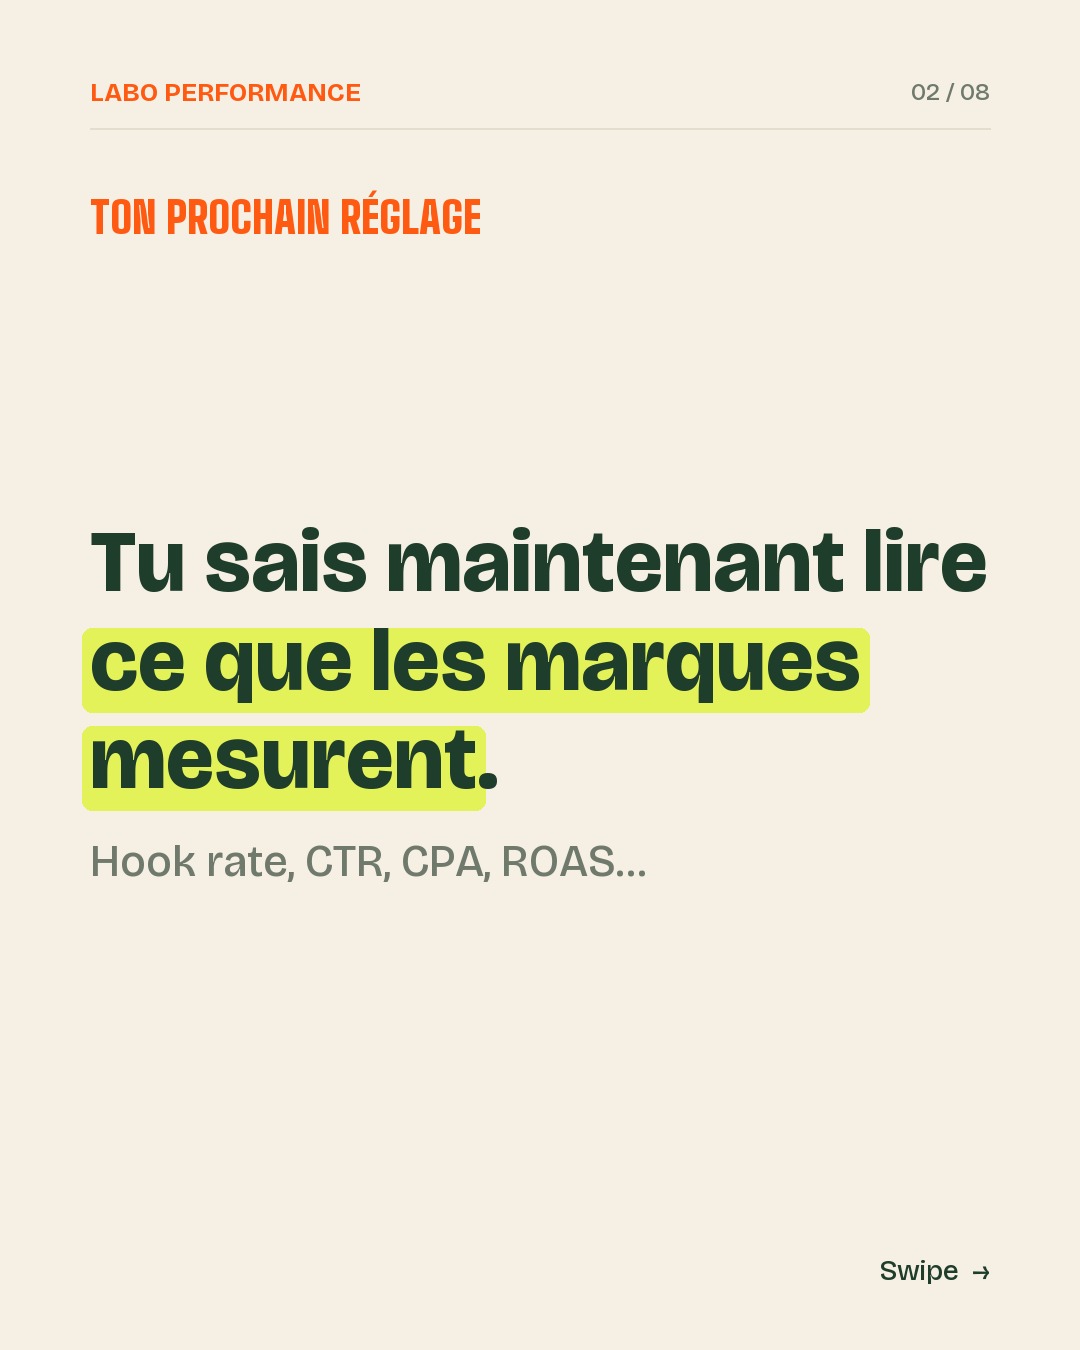 LABO PERFORMANCE
02 / 08
TON PROCHAIN RÉGLAGE
Tu sais maintenant lire
ce que les marques
mesurent.
Hook rate, CTR, CPA, ROAS...
Swipe →